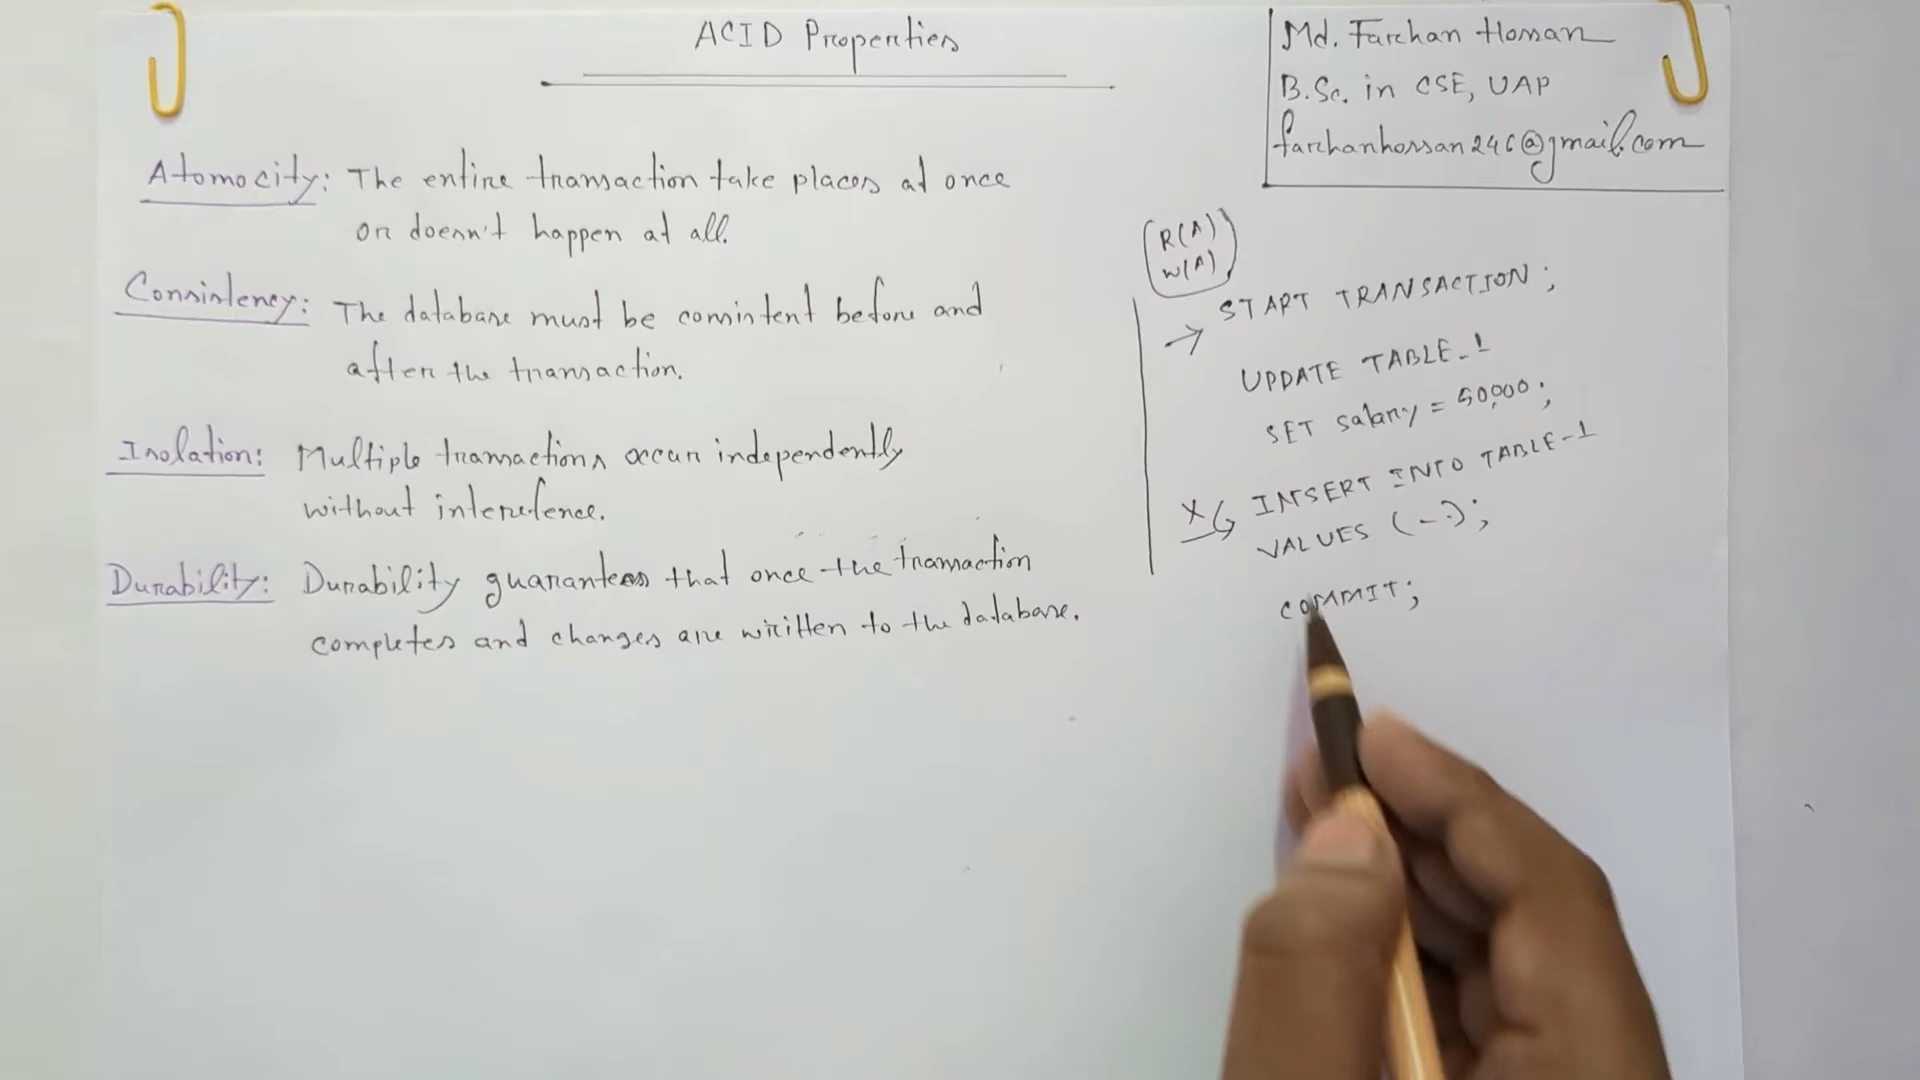 ACID Properties
Md. Farhan Hossan
B.Sc. in CSE, UAP
farhanhossan246@gmail.com
Atomocity: The entire transaction take places at once
or doesn't happen at all.
Consistency: The database must be consistent before and
after the transaction.
Isolation: Multiple transactions occur independently
without interefence.
Durability: Durability guarantees that once the transaction
completes and changes are written to the database.
R(A)
W(A)
→ START TRANSACTION;
UPDATE TABLE_1
SET salary = 50,000;
X INSERT INTO TABLE-1
VALUES (-..);
COMMIT;